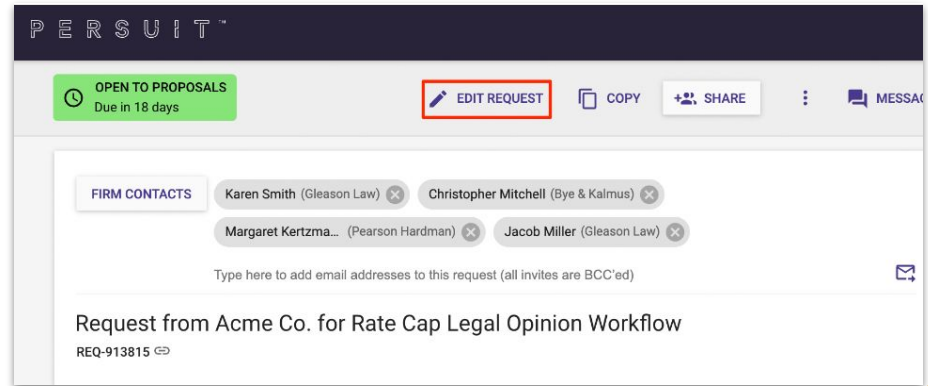 PERSUIT™
OPEN TO PROPOSALS
Due in 18 days
EDIT REQUEST
COPY
SHARE
FIRM CONTACTS
Karen Smith (Gleason Law)
Christopher Mitchell (Bye & Kalmus)
Margaret Kertzma... (Pearson Hardman)
Jacob Miller (Gleason Law)
Type here to add email addresses to this request (all invites are BCC'ed)
Request from Acme Co. for Rate Cap Legal Opinion Workflow
REQ-913815